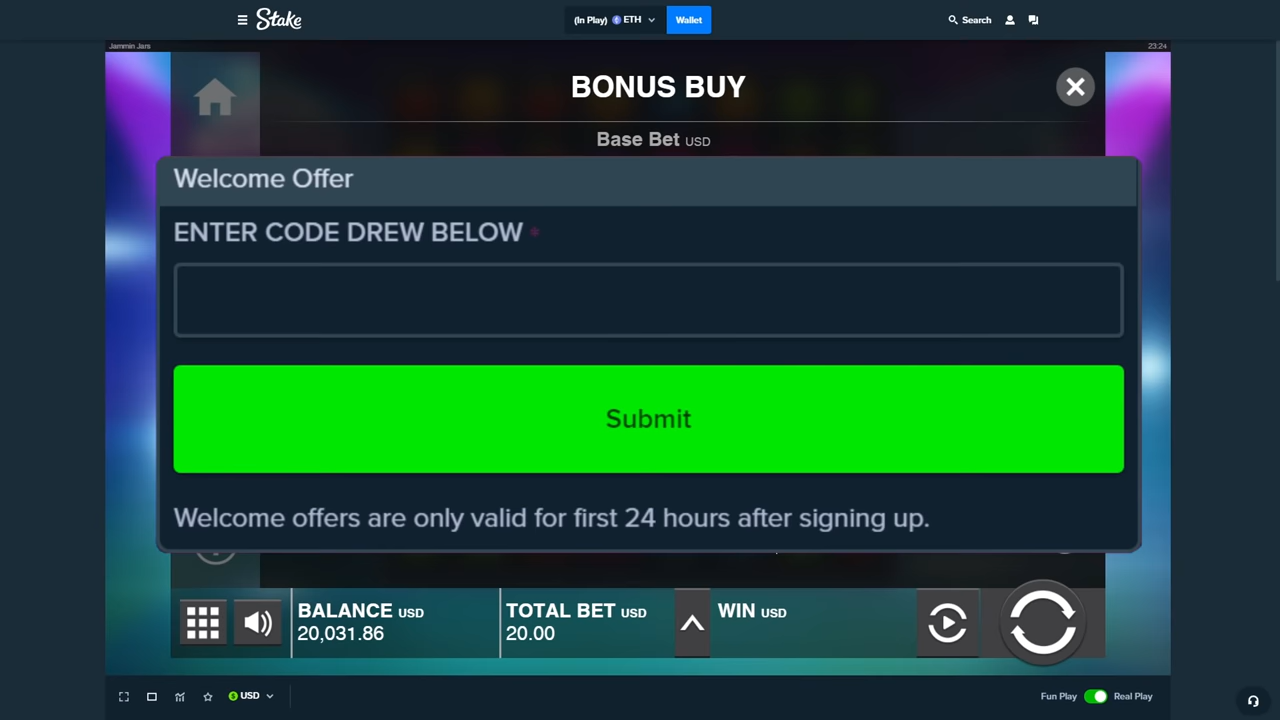 Stake
(In Play) ETH
Wallet
Search
Jammin Jars
23:24
BONUS BUY
Base Bet USD
Welcome Offer
ENTER CODE DREW BELOW *
Submit
Welcome offers are only valid for first 24 hours after signing up.
BALANCE USD
20,031.86
TOTAL BET USD
20.00
WIN USD
USD
Fun Play
Real Play